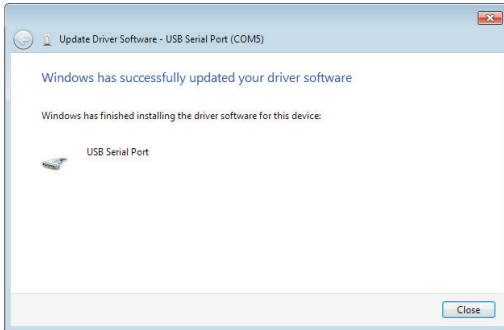 Update Driver Software - USB Serial Port (COM5)
Windows has successfully updated your driver software
Windows has finished installing the driver software for this device:
USB Serial Port
Close